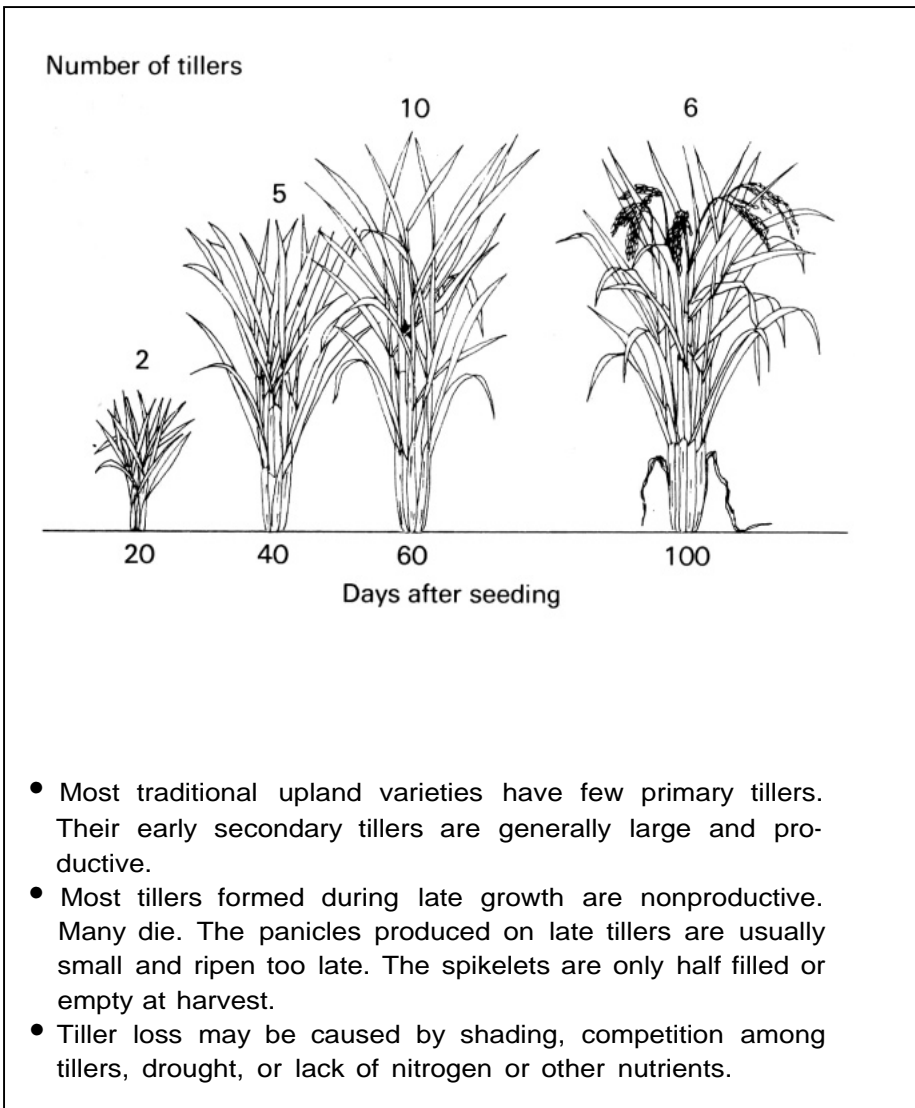 Number of tillers
10
6
5
2
20 40 60 100
Days after seeding
• Most traditional upland varieties have few primary tillers.
Their early secondary tillers are generally large and pro-
ductive.
• Most tillers formed during late growth are nonproductive.
Many die. The panicles produced on late tillers are usually
small and ripen too late. The spikelets are only half filled or
empty at harvest.
• Tiller loss may be caused by shading, competition among
tillers, drought, or lack of nitrogen or other nutrients.